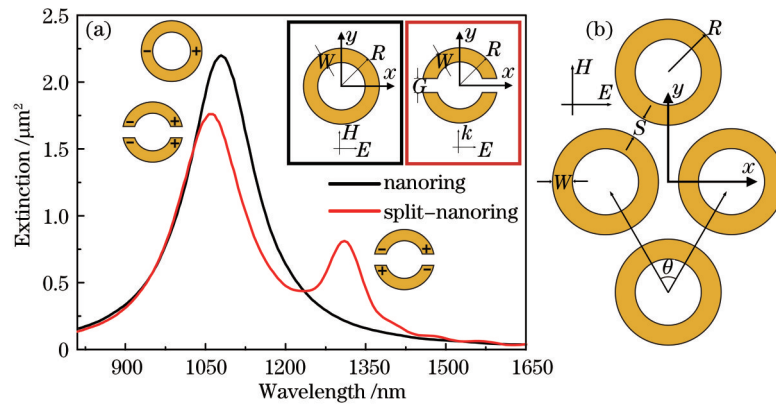 (a)
Extinction /μm²
2.5
2.0
1.5
1.0
0.5
0
900
1050
1200
1350
1500
1650
Wavelength /nm
- +
- +
- +
- +
+ -
y
R
W
x
H
E
y
R
W
x
G
k
E
nanoring
split-nanoring
(b)
H
E
R
y
S
W
x
θ